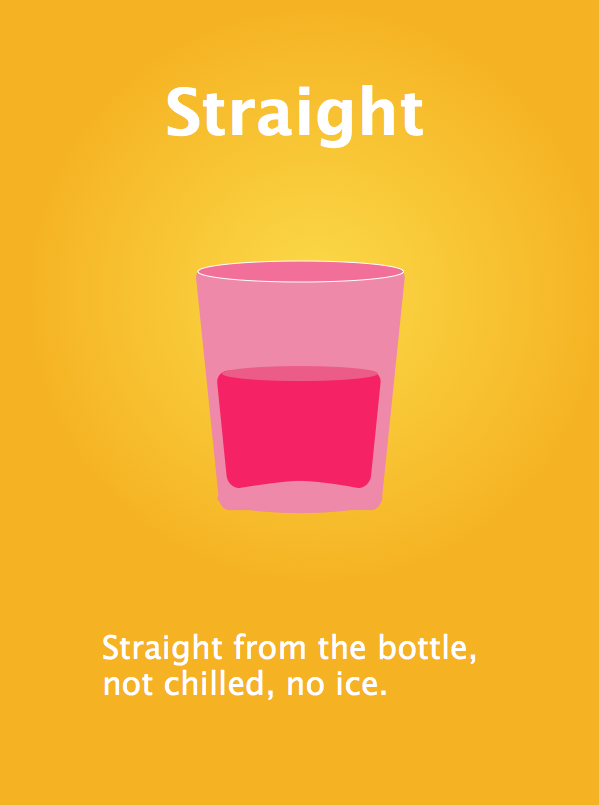 Straight
Straight from the bottle,
not chilled, no ice.